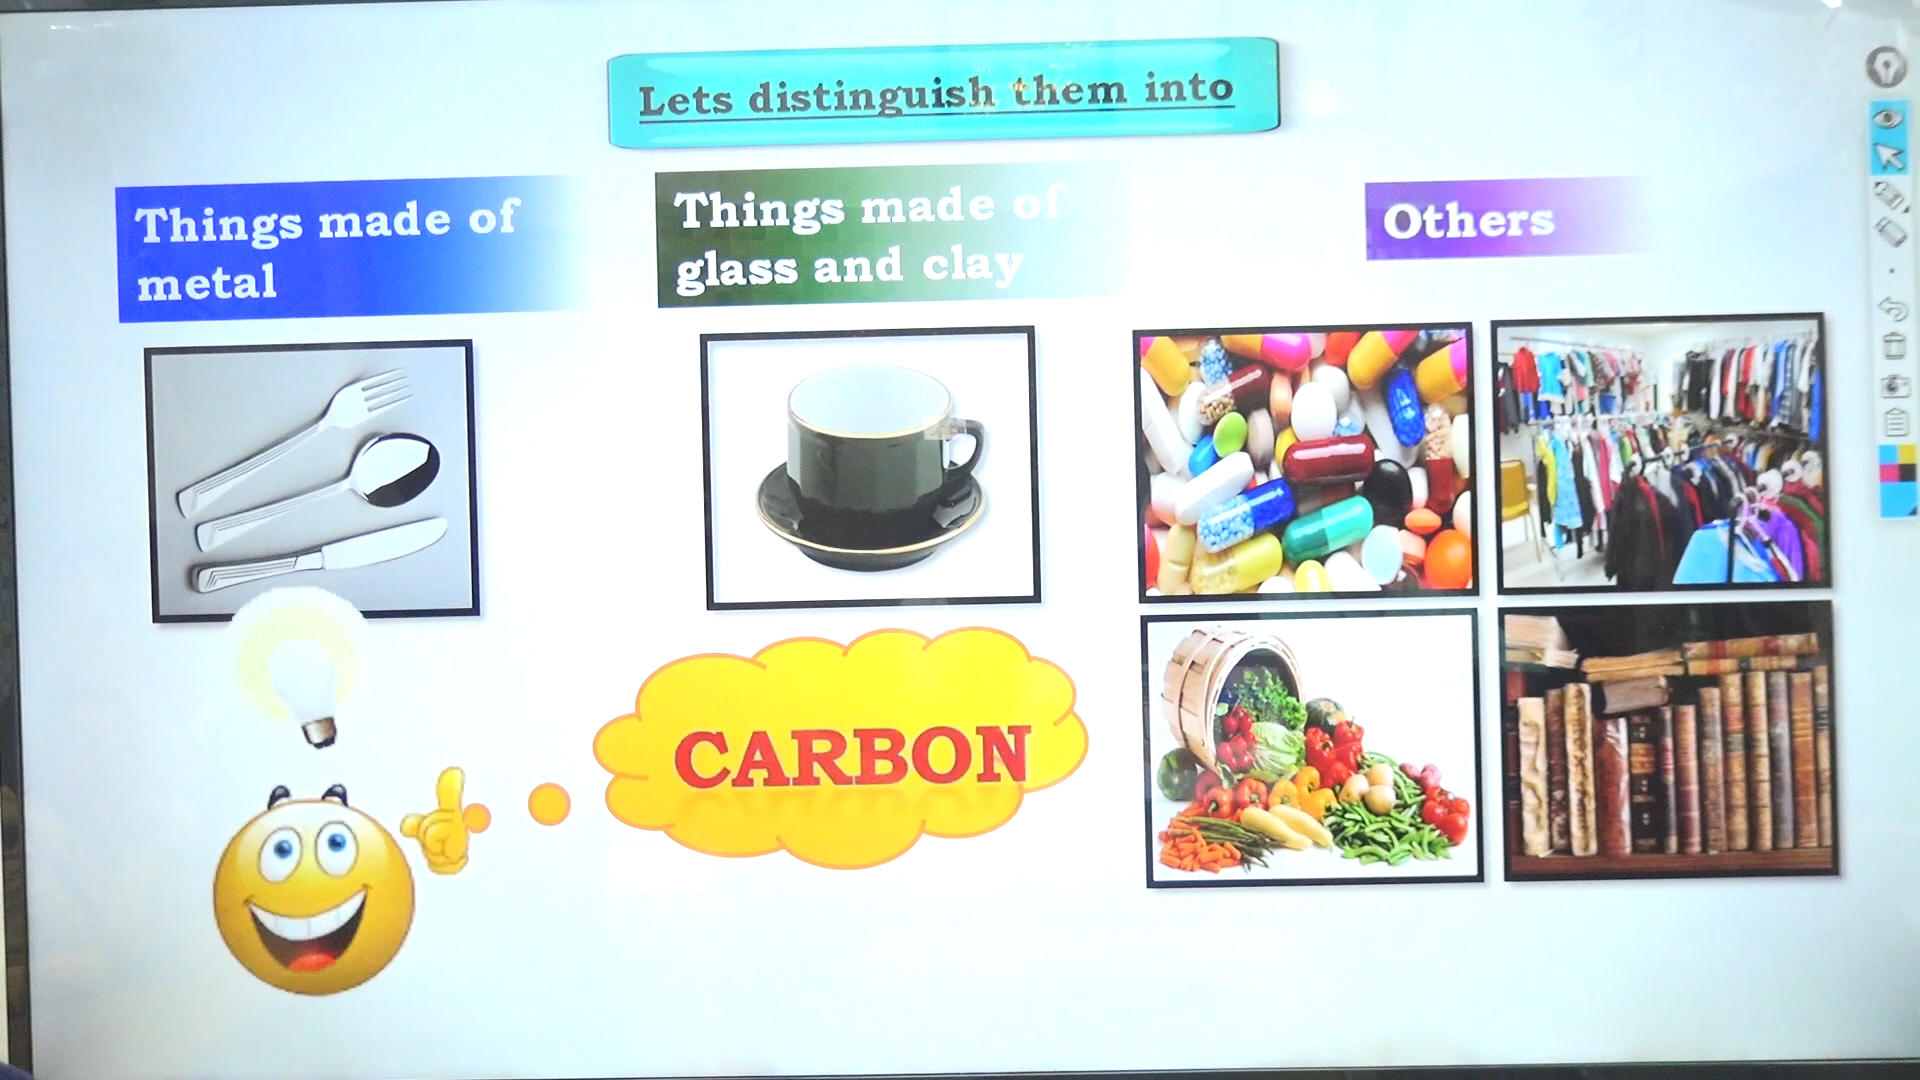 Lets distinguish them into
Things made of
metal
Things made of
glass and clay
Others
CARBON